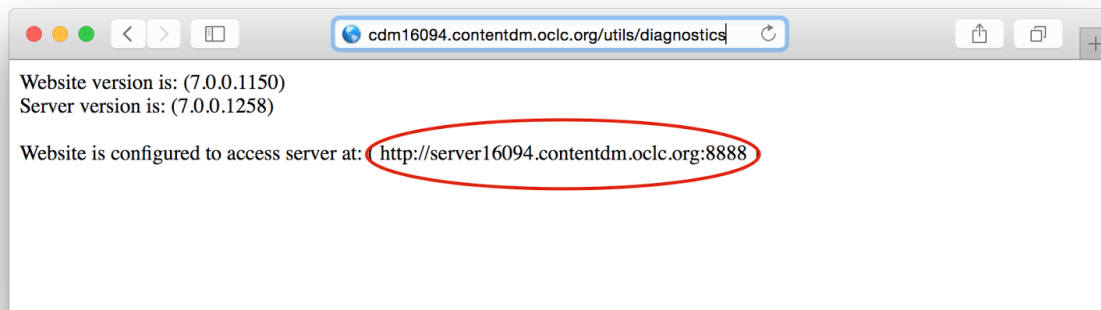 cdm16094.contentdm.oclc.org/utils/diagnostics
Website version is: (7.0.0.1150)
Server version is: (7.0.0.1258)
Website is configured to access server at: ( http://server16094.contentdm.oclc.org:8888 )